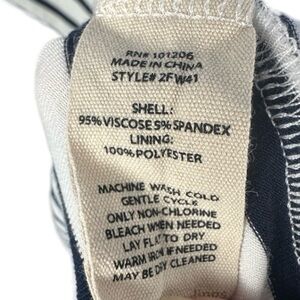 RN# 101206
MADE IN CHINA
STYLE# 2FW41
SHELL:
95% VISCOSE 5% SPANDEX
LINING:
100% POLYESTER
MACHINE WASH COLD
GENTLE CYCLE
ONLY NON-CHLORINE
BLEACH WHEN NEEDED
LAY FLAT TO DRY
WARM IRON IF NEEDED
MAY BE DRY CLEANED